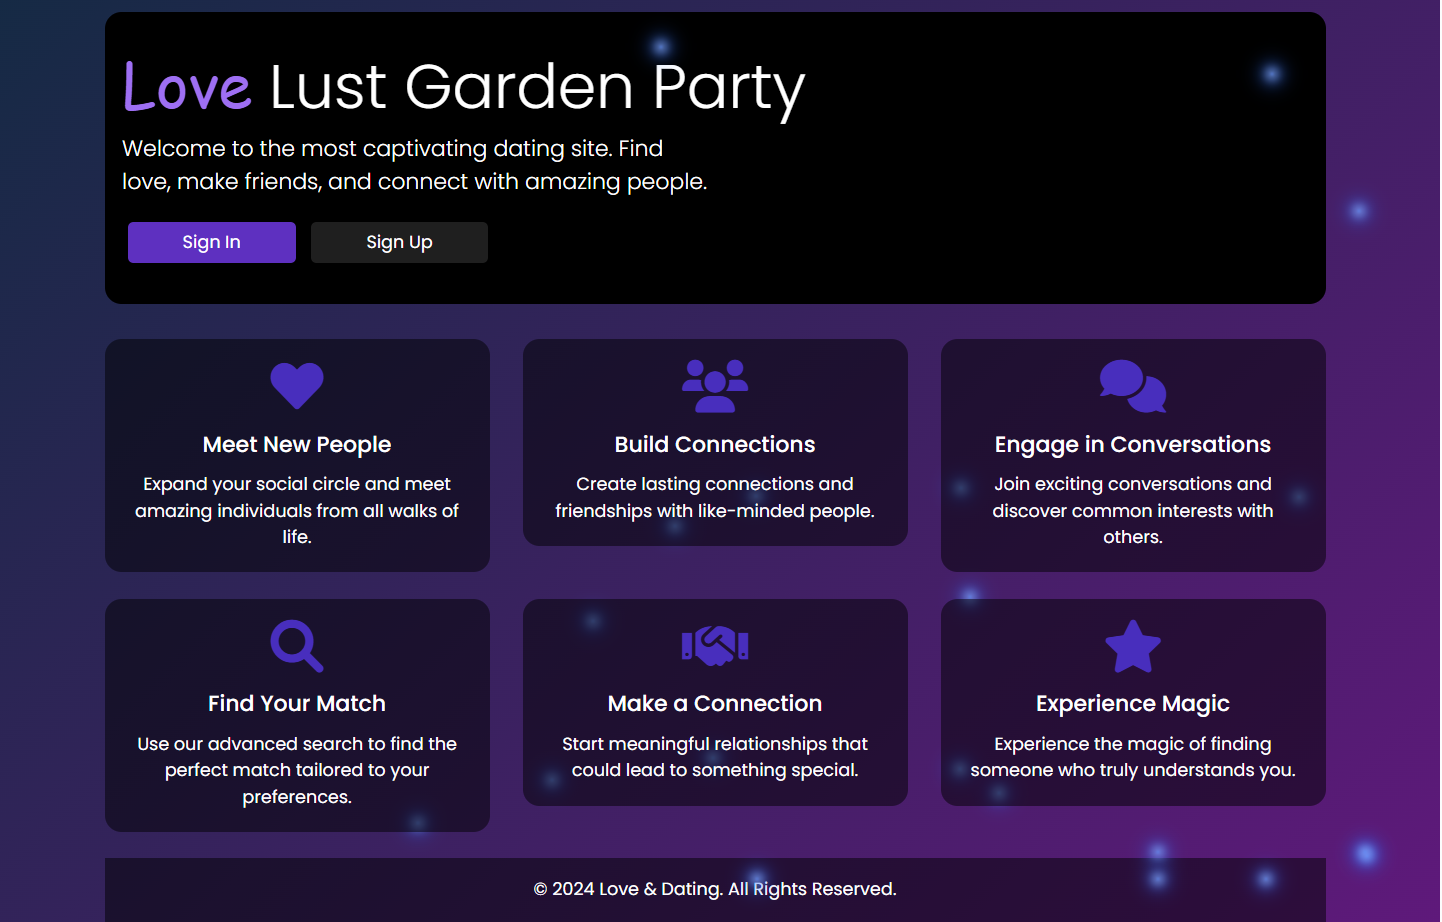 Love Lust Garden Party
Welcome to the most captivating dating site. Find
love, make friends, and connect with amazing people.
Sign In
Sign Up
Meet New People
Expand your social circle and meet
amazing individuals from all walks of
life.
Build Connections
Create lasting connections and
friendships with like-minded people.
Engage in Conversations
Join exciting conversations and
discover common interests with
others.
Find Your Match
Use our advanced search to find the
perfect match tailored to your
preferences.
Make a Connection
Start meaningful relationships that
could lead to something special.
Experience Magic
Experience the magic of finding
someone who truly understands you.
© 2024 Love & Dating. All Rights Reserved.